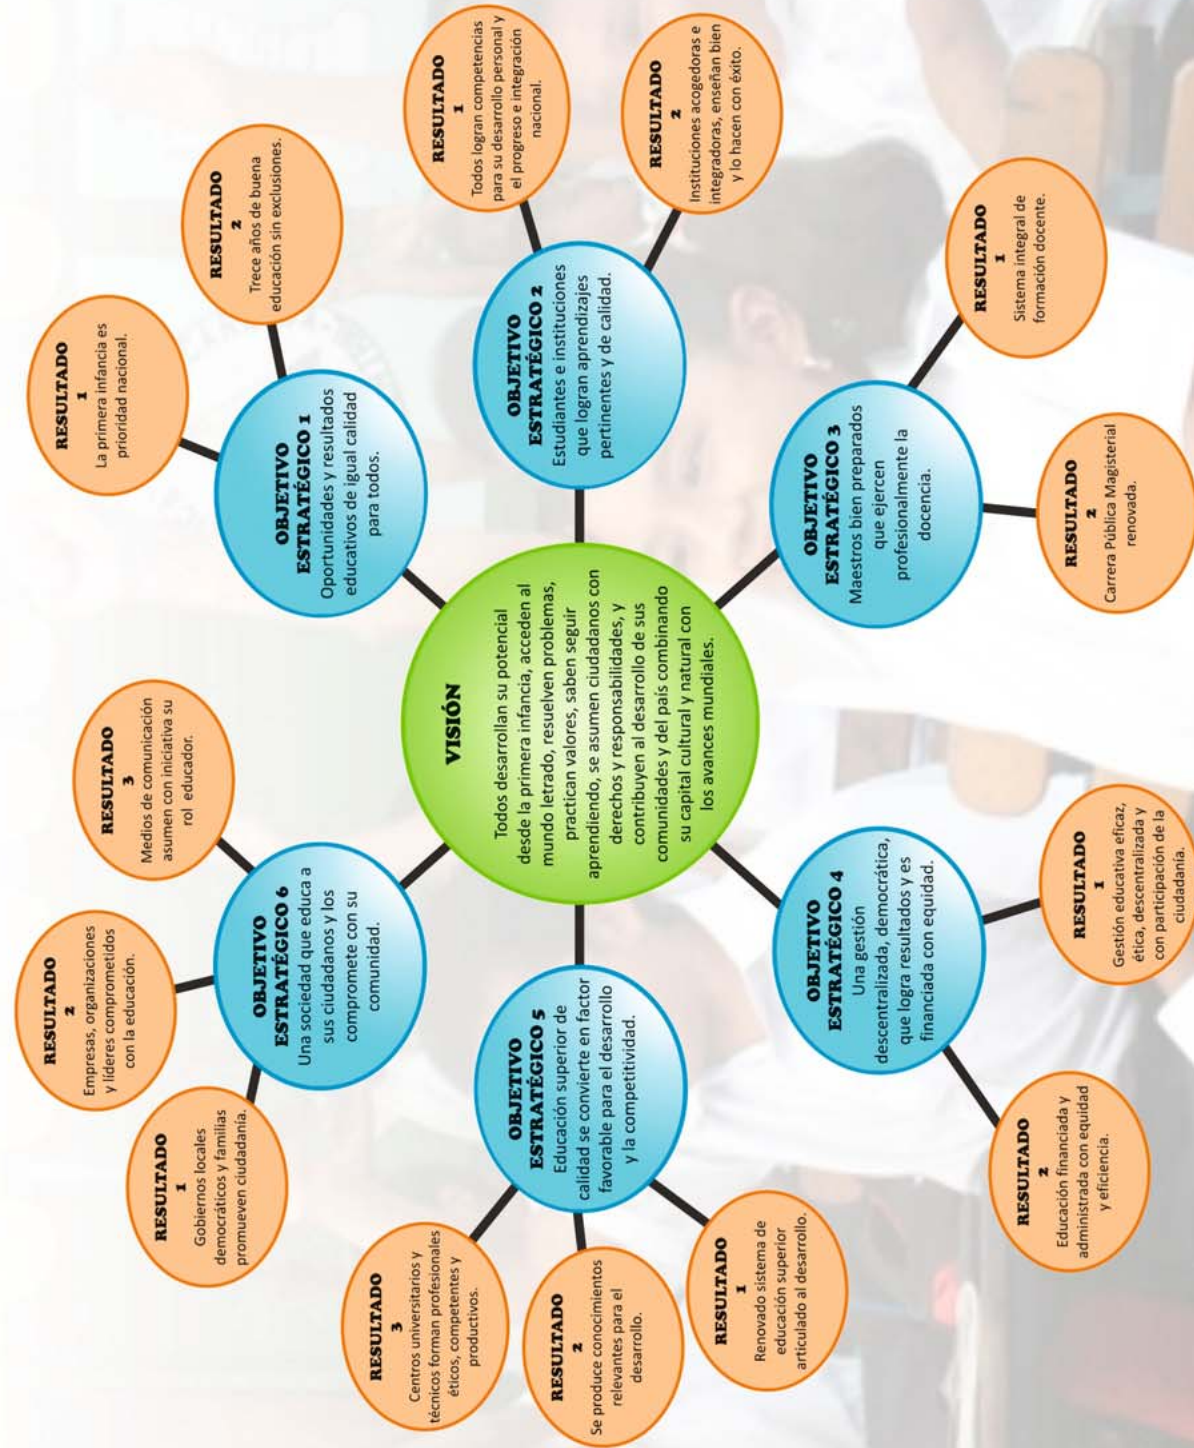 VISIÓN
Todos desarrollan su potencial
desde la primera infancia, acceden al
mundo letrado, resuelven problemas,
practican valores, saben seguir
aprendiendo, se asumen ciudadanos con
derechos y responsabilidades, y
contribuyen al desarrollo de sus
comunidades y del país combinando
su capital cultural y natural con
los avances mundiales.
OBJETIVO
ESTRATÉGICO 1
Oportunidades y resultados
educativos de igual calidad
para todos.
RESULTADO
1
La primera infancia es
prioridad nacional.
RESULTADO
2
Trece años de buena
educación sin exclusiones.
OBJETIVO
ESTRATÉGICO 2
Estudiantes e instituciones
que logran aprendizajes
pertinentes y de calidad.
RESULTADO
1
Todos logran competencias
para su desarrollo personal y
el progreso e integración
nacional.
RESULTADO
2
Instituciones acogedoras e
integradoras, enseñan bien
y lo hacen con éxito.
OBJETIVO
ESTRATÉGICO 3
Maestros bien preparados
que ejercen
profesionalmente la
docencia.
RESULTADO
1
Sistema integral de
formación docente.
RESULTADO
2
Carrera Pública Magisterial
renovada.
OBJETIVO
ESTRATÉGICO 4
Una gestión
descentralizada, democrática,
que logra resultados y es
financiada con equidad.
RESULTADO
1
Gestión educativa eficaz,
ética, descentralizada y
con participación de la
ciudadanía.
RESULTADO
2
Educación financiada y
administrada con equidad
y eficiencia.
OBJETIVO
ESTRATÉGICO 5
Educación superior de
calidad se convierte en factor
favorable para el desarrollo
y la competitividad.
RESULTADO
1
Renovado sistema de
educación superior
articulado al desarrollo.
RESULTADO
2
Se produce conocimientos
relevantes para el
desarrollo.
RESULTADO
3
Centros universitarios y
técnicos forman profesionales
éticos, competentes y
productivos.
OBJETIVO
ESTRATÉGICO 6
Una sociedad que educa a
sus ciudadanos y los
compromete con su
comunidad.
RESULTADO
1
Gobiernos locales
democráticos y familias
promueven ciudadanía.
RESULTADO
2
Empresas, organizaciones
y líderes comprometidos
con la educación.
RESULTADO
3
Medios de comunicación
asumen con iniciativa su
rol educador.